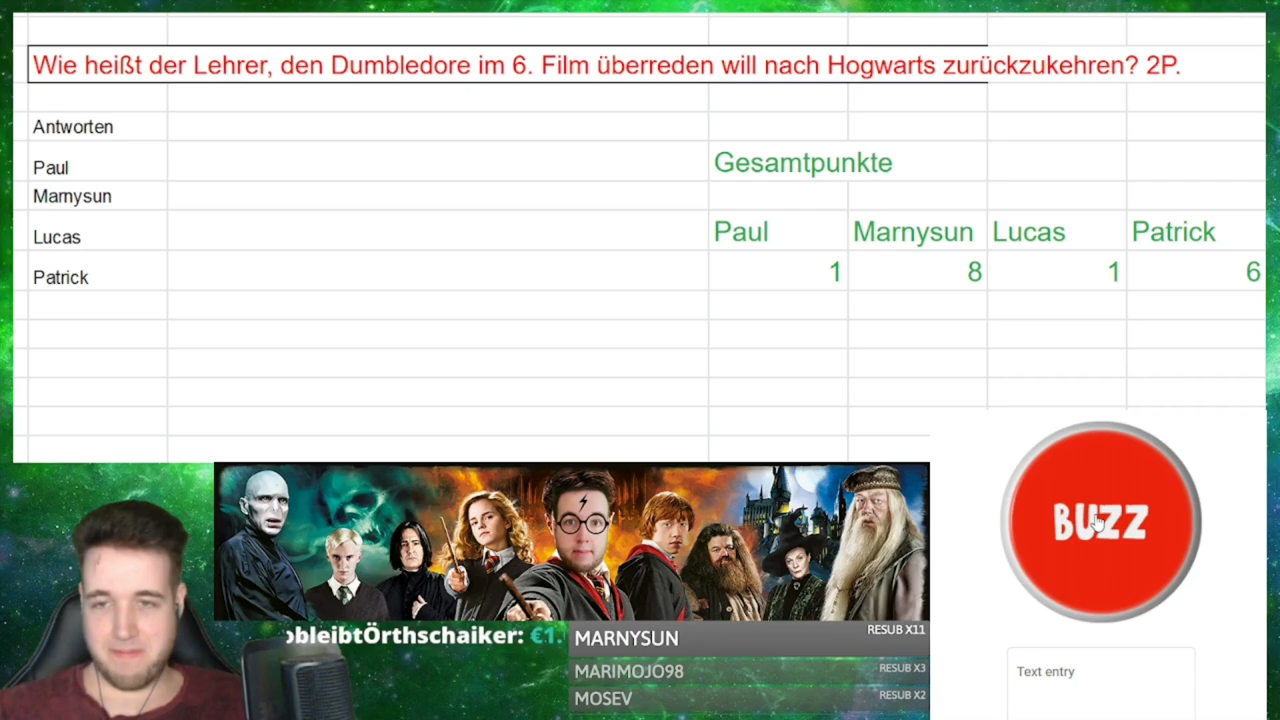 Wie heißt der Lehrer, den Dumbledore im 6. Film überreden will nach Hogwarts zurückzukehren? 2P.
Antworten
Paul
Marnysun
Lucas
Patrick
Gesamtpunkte
Paul Marnysun Lucas Patrick
1 8 1 6
BUZZ
Text entry
bleibtÖrthschaiker: €1.
MARNYSUN RESUB X11
MARIMOJO98 RESUB X3
MOSEV RESUB X2